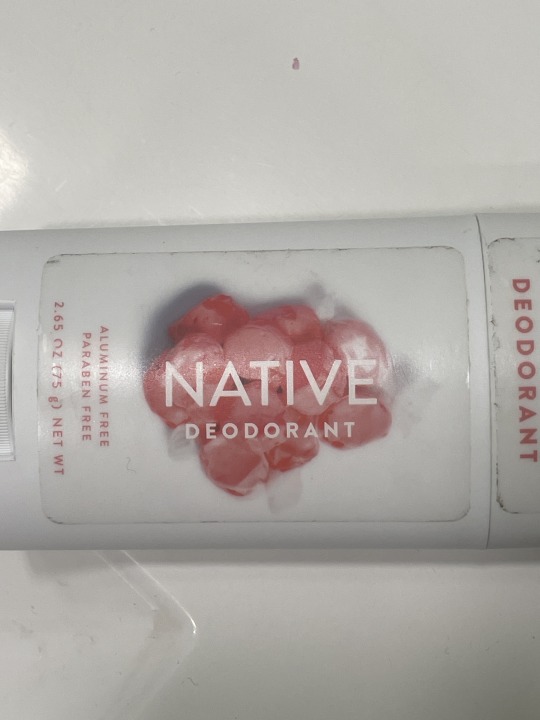 NATIVE
DEODORANT
ALUMINUM FREE
PARABEN FREE
2.65 OZ (75 g) NET WT
DEODORANT